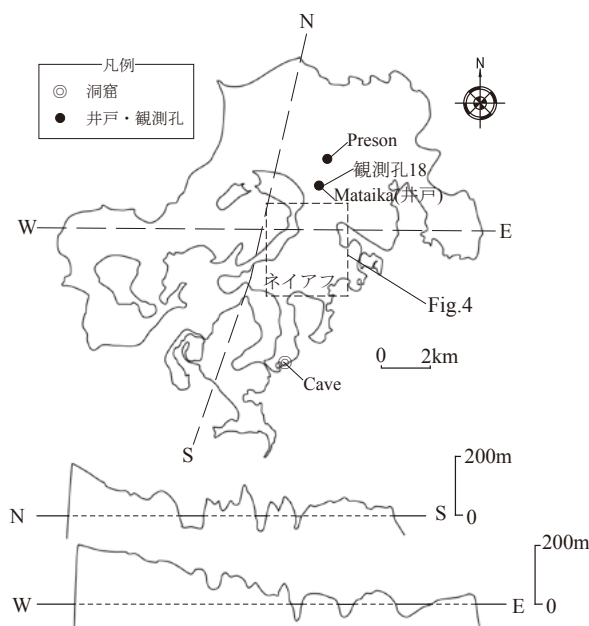 N
凡例
洞窟
井戸・観測孔
N
Preson
観測孔18
Mataika(井戸)
W
E
ネイアフ
Fig.4
0 2km
Cave
S
200m
N
S
0
200m
W
E
0